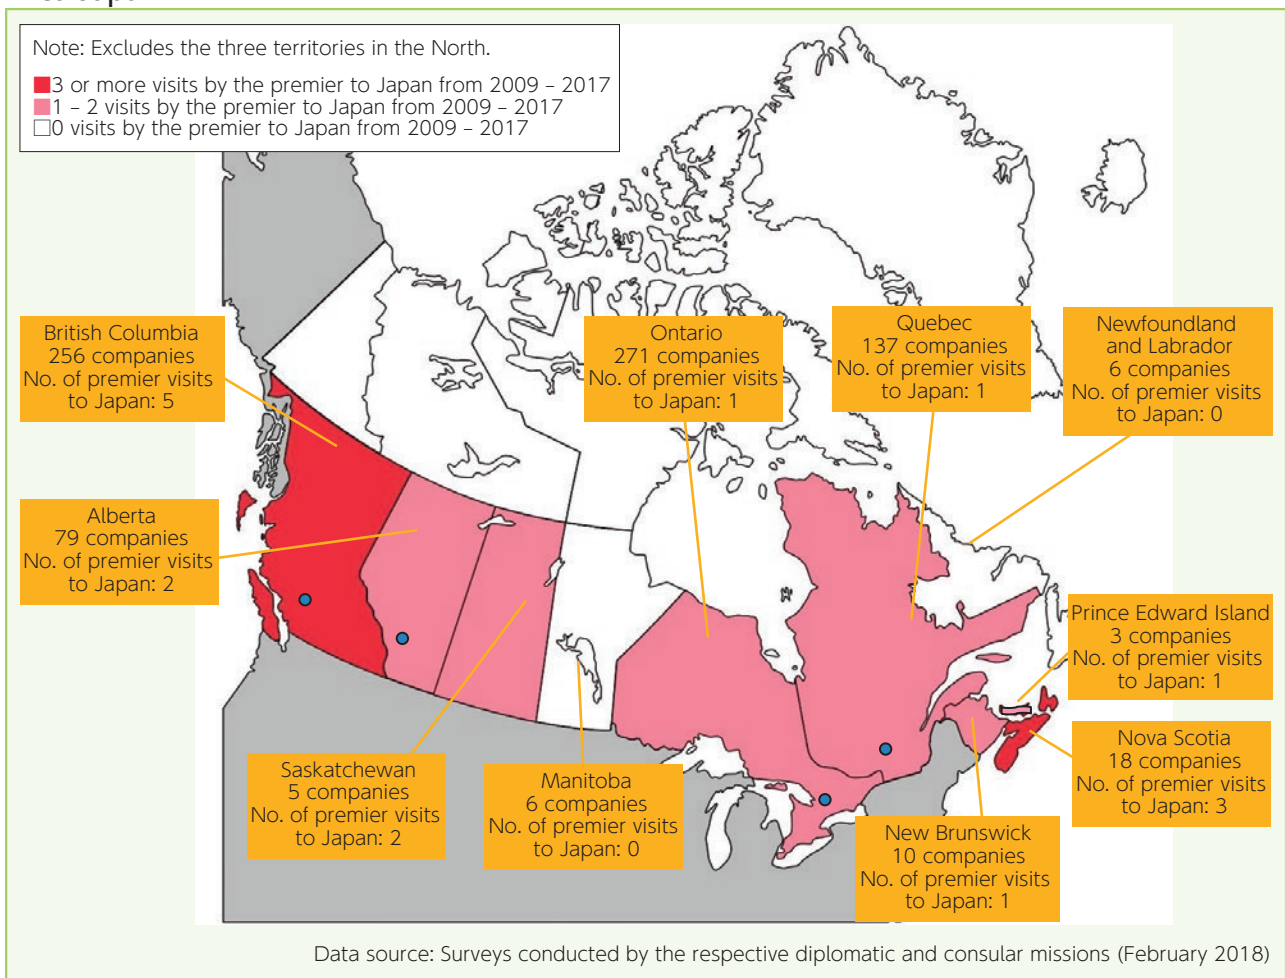 Note: Excludes the three territories in the North.
3 or more visits by the premier to Japan from 2009 – 2017
1 – 2 visits by the premier to Japan from 2009 – 2017
0 visits by the premier to Japan from 2009 – 2017
British Columbia
256 companies
No. of premier visits
to Japan: 5
Ontario
271 companies
No. of premier visits
to Japan: 1
Quebec
137 companies
No. of premier visits
to Japan: 1
Newfoundland
and Labrador
6 companies
No. of premier visits
to Japan: 0
Alberta
79 companies
No. of premier visits
to Japan: 2
Prince Edward Island
3 companies
No. of premier visits
to Japan: 1
Saskatchewan
5 companies
No. of premier visits
to Japan: 2
Manitoba
6 companies
No. of premier visits
to Japan: 0
Nova Scotia
18 companies
No. of premier visits
to Japan: 3
New Brunswick
10 companies
No. of premier visits
to Japan: 1
Data source: Surveys conducted by the respective diplomatic and consular missions (February 2018)